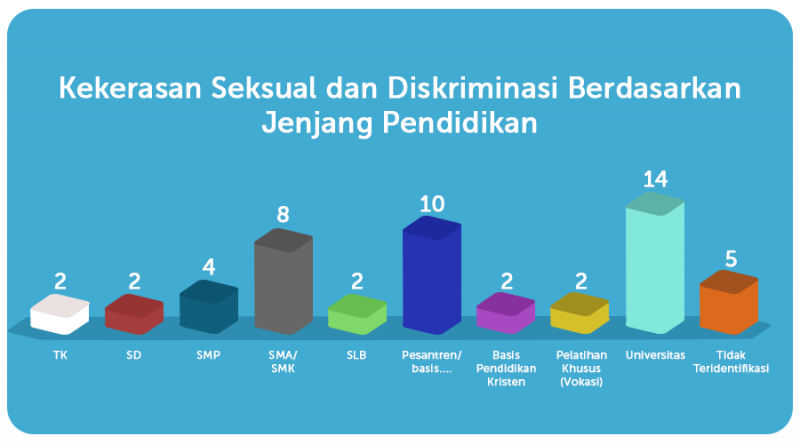 Kekerasan Seksual dan Diskriminasi Berdasarkan
Jenjang Pendidikan
2
2
4
8
2
10
2
2
14
5
TK
SD
SMP
SMA/
SMK
SLB
Pesantren/
basis....
Basis
Pendidikan
Kristen
Pelatihan
Khusus
(Vokasi)
Universitas
Tidak
Teridentifikasi